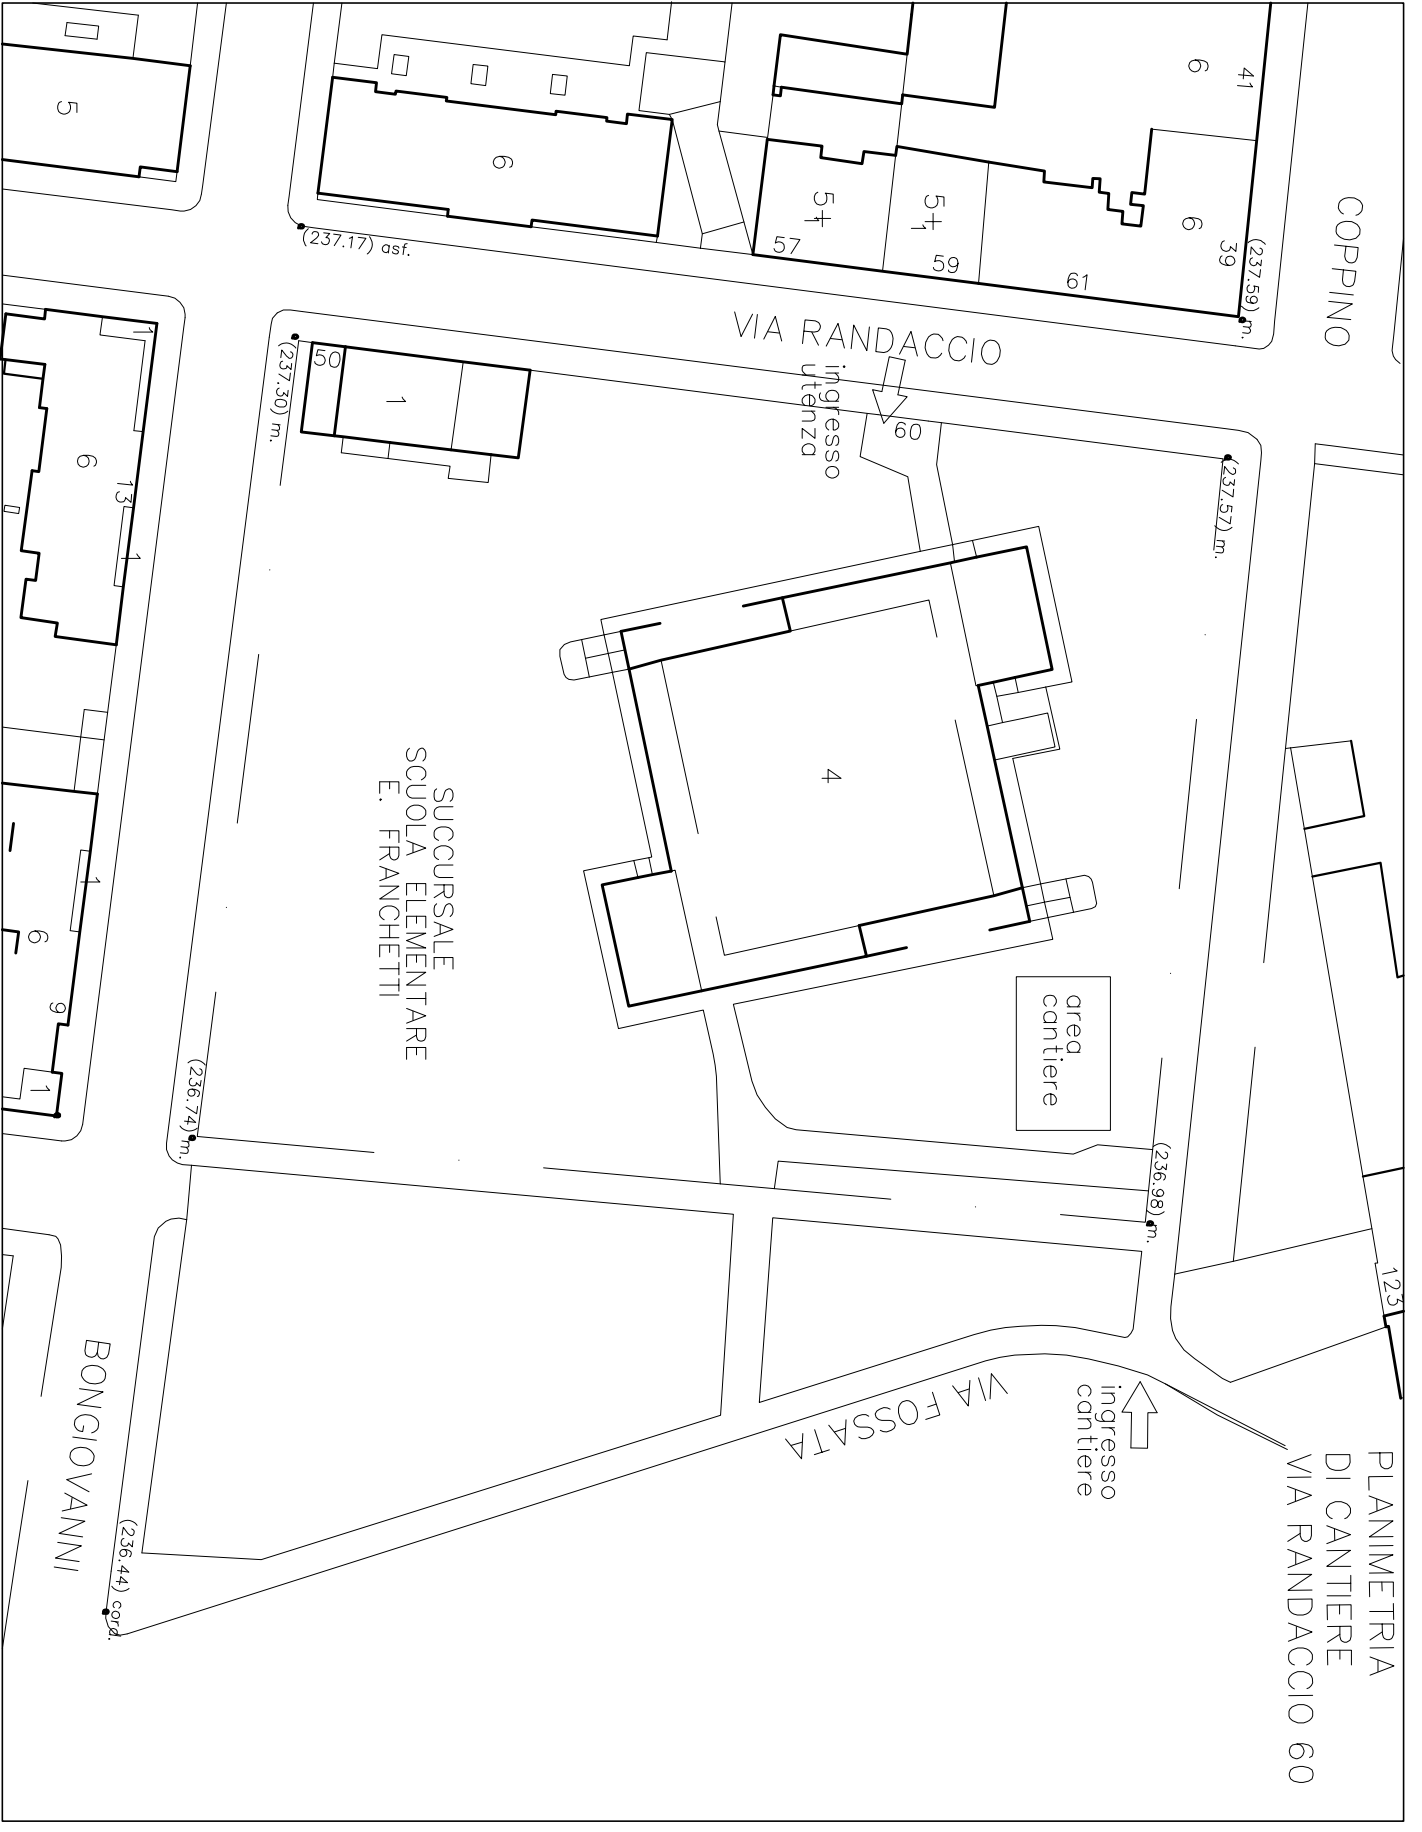 PLANIMETRIA
DI CANTIERE
VIA RANDACCIO 60
COPPINO
41
6
6
39
(237.59) m.
5+1
5+1
57
59
61
6
5
(237.17) asf.
VIA RANDACCIO
ingresso
utenza
60
(237.57) m.
(237.30) m.
50
1
1
6
13
1
4
SUCCURSALE
SCUOLA ELEMENTARE
E. FRANCHETTI
area
cantiere
1
6
9
1
(236.74) m.
(236.98) m.
123
ingresso
cantiere
VIA FOSSATA
BONGIOVANNI
(236.44) cord.